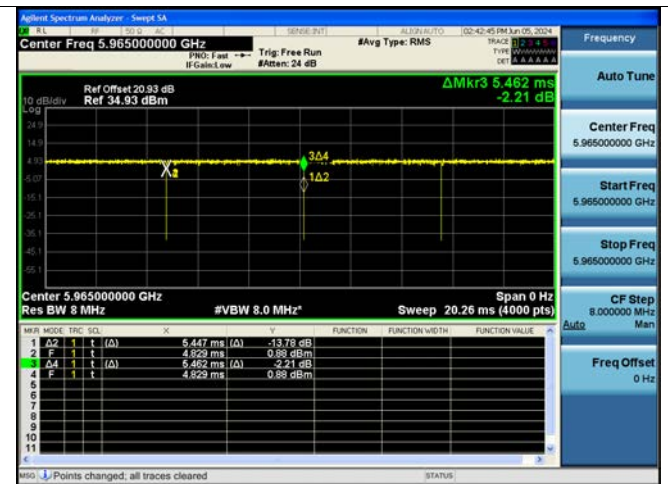 Agilent Spectrum Analyzer - Swept SA
RL RF 50 Ω AC SENSE:INT ALIGN AUTO 02:42:45 PM Jun 05, 2024
Center Freq 5.965000000 GHz
PNO: Fast
IFGain:Low
Trig: Free Run
#Atten: 24 dB
#Avg Type: RMS
TRACE 1 2 3 4 5 6
TYPE
DET A A A A A A
Frequency
Auto Tune
Center Freq
5.965000000 GHz
Start Freq
5.965000000 GHz
Stop Freq
5.965000000 GHz
CF Step
8.000000 MHz
Auto Man
Freq Offset
0 Hz
ΔMkr3 5.462 ms
-2.21 dB
Ref Offset 20.93 dB
10 dB/div Ref 34.93 dBm
Log
24.9
14.9
4.93
-5.07
-15.1
-25.1
-35.1
-45.1
-55.1
3Δ4
1Δ2
Center 5.965000000 GHz Span 0 Hz
Res BW 8 MHz #VBW 8.0 MHz* Sweep 20.26 ms (4000 pts)
MKR MODE TRC SCL X Y FUNCTION FUNCTION WIDTH FUNCTION VALUE
1 Δ2 1 t (Δ) 5.447 ms (Δ) -13.78 dB
2 F 1 t 4.829 ms 0.88 dBm
3 Δ4 1 t (Δ) 5.462 ms (Δ) -2.21 dB
4 F 1 t 4.829 ms 0.88 dBm
5
6
7
8
9
10
11
MSG Points changed; all traces cleared STATUS